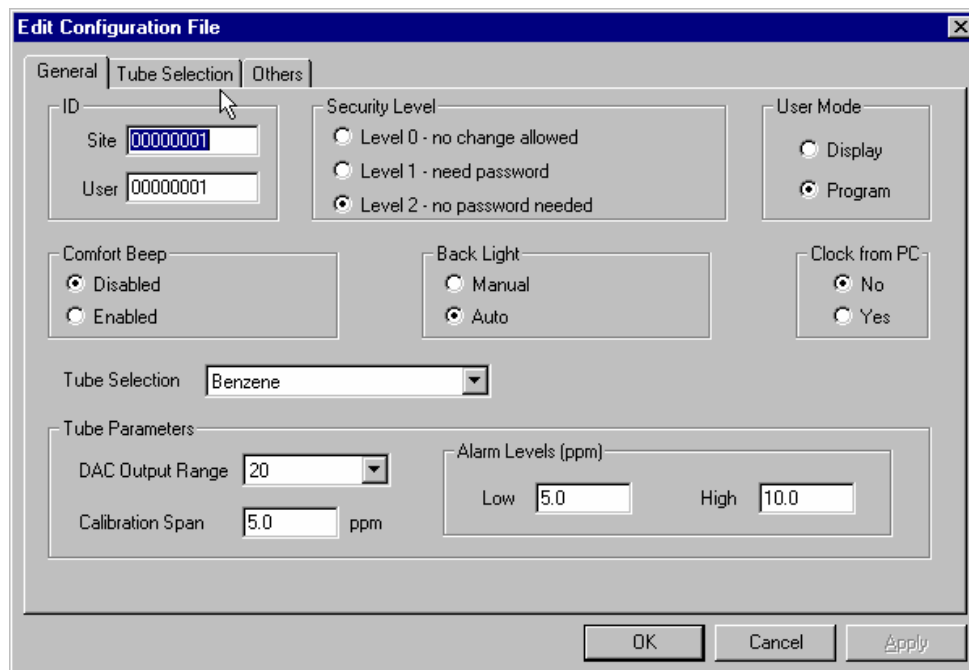 Edit Configuration File
General Tube Selection Others
ID
Site 00000001
User 00000001
Security Level
Level 0 - no change allowed
Level 1 - need password
Level 2 - no password needed
User Mode
Display
Program
Comfort Beep
Disabled
Enabled
Back Light
Manual
Auto
Clock from PC
No
Yes
Tube Selection Benzene
Tube Parameters
DAC Output Range 20
Calibration Span 5.0 ppm
Alarm Levels (ppm)
Low 5.0 High 10.0
OK Cancel Apply